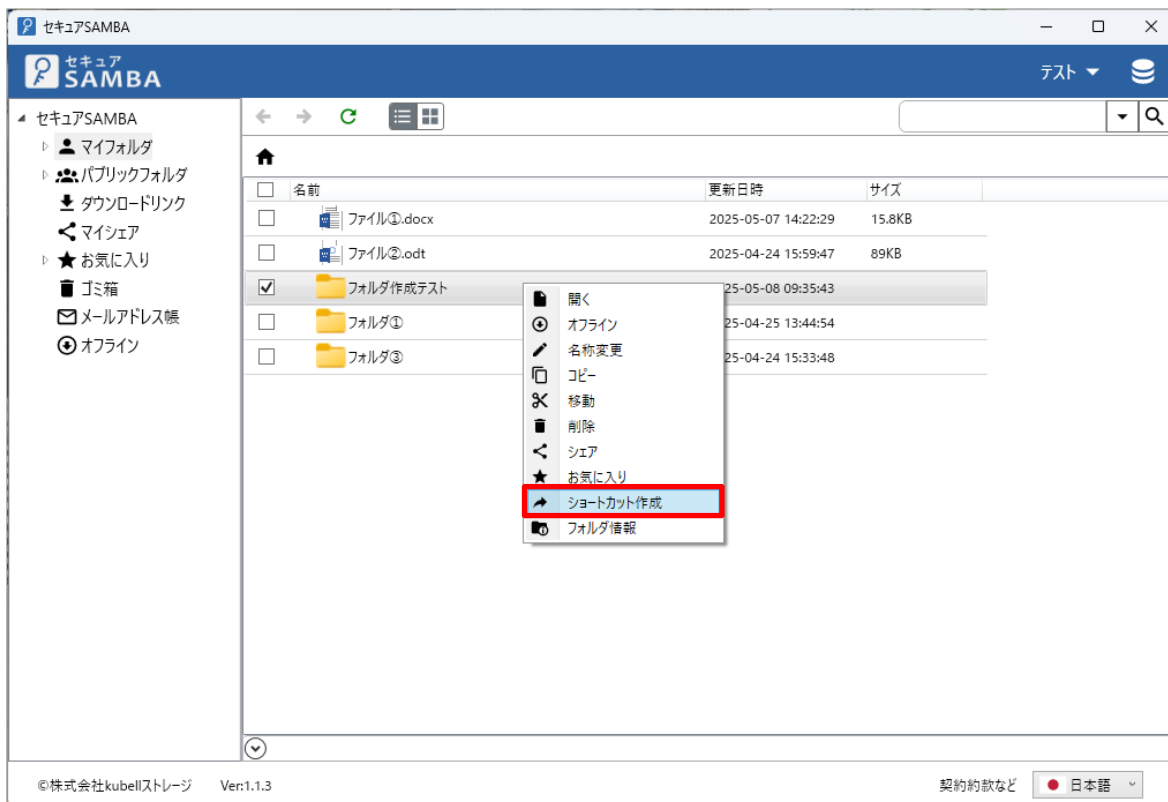 セキュアSAMBA
セキュア
SAMBA
テスト
セキュアSAMBA
マイフォルダ
パブリックフォルダ
ダウンロードリンク
マイシェア
お気に入り
ゴミ箱
メールアドレス帳
オフライン
名前 更新日時 サイズ
ファイル①.docx 2025-05-07 14:22:29 15.8KB
ファイル②.odt 2025-04-24 15:59:47 89KB
フォルダ作成テスト 25-05-08 09:35:43
フォルダ① 25-04-25 13:44:54
フォルダ③ 25-04-24 15:33:48
開く
オフライン
名称変更
コピー
移動
削除
シェア
お気に入り
ショートカット作成
フォルダ情報
©株式会社kubellストレージ Ver:1.1.3 契約約款など 日本語